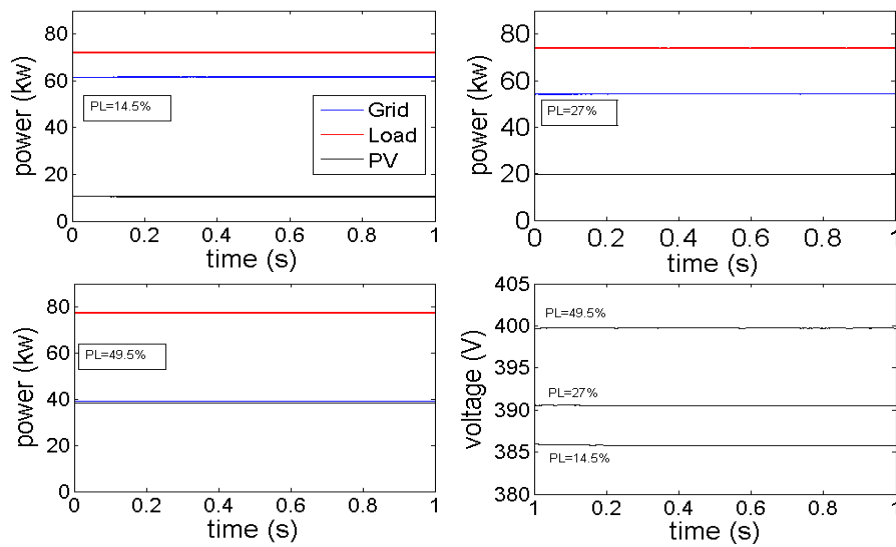 80
60
40
20
0
power (kw)
PL=14.5%
Grid
Load
PV
0 0.2 0.4 0.6 0.8 1
time (s)
80
60
40
20
0
power (kw)
PL=27%
0 0.2 0.4 0.6 0.8 1
time (s)
80
60
40
20
0
power (kw)
PL=49.5%
0 0.2 0.4 0.6 0.8 1
time (s)
405
400
395
390
385
380
voltage (V)
PL=49.5%
PL=27%
PL=14.5%
1 0.2 0.4 0.6 0.8 1
time (s)